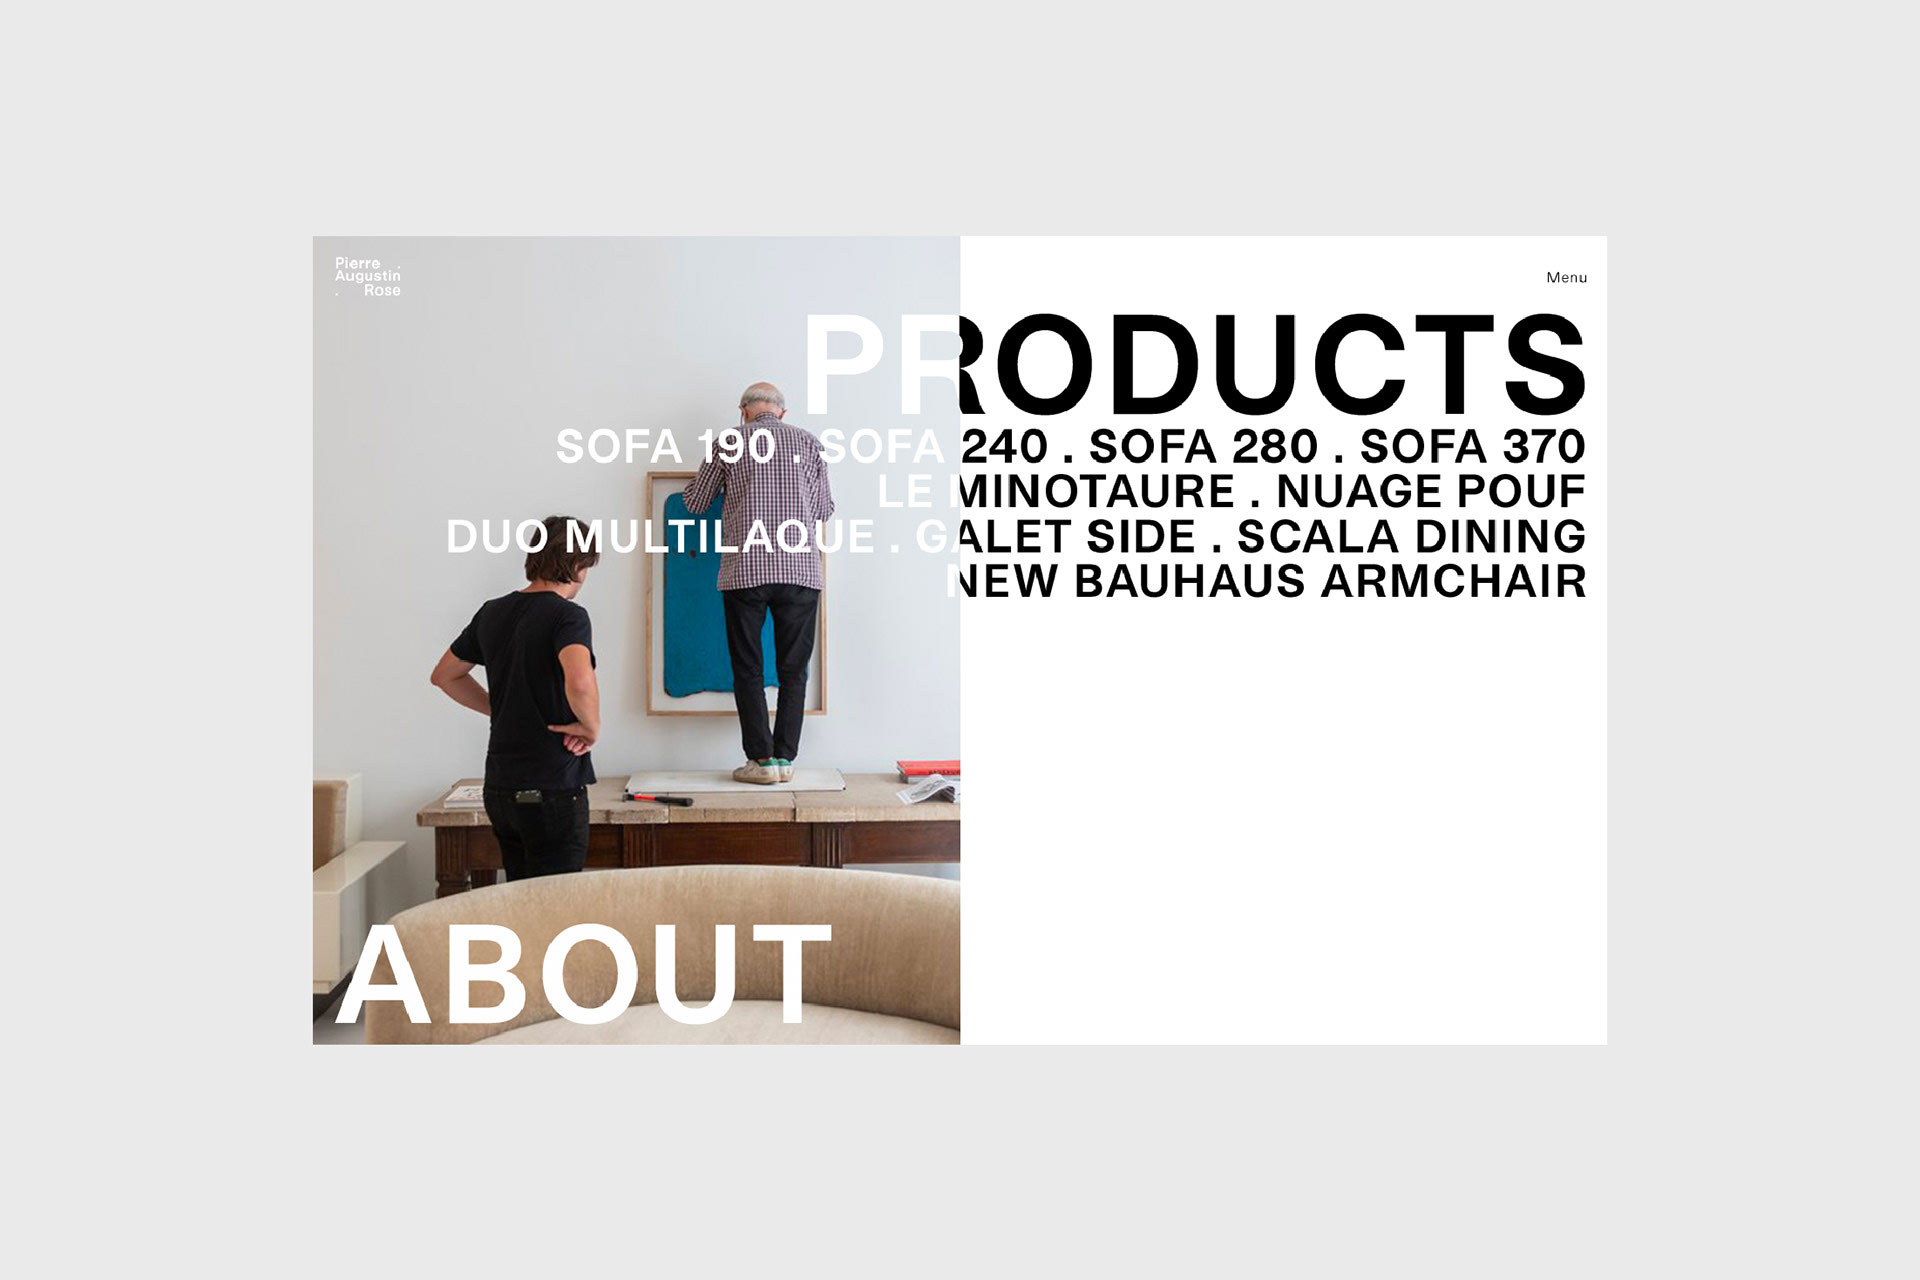 Pierre .
Augustin
. Rose
Menu
PRODUCTS
SOFA 190 . SOFA 240 . SOFA 280 . SOFA 370
LE MINOTAURE . NUAGE POUF
DUO MULTILAQUE . GALET SIDE . SCALA DINING
NEW BAUHAUS ARMCHAIR
ABOUT